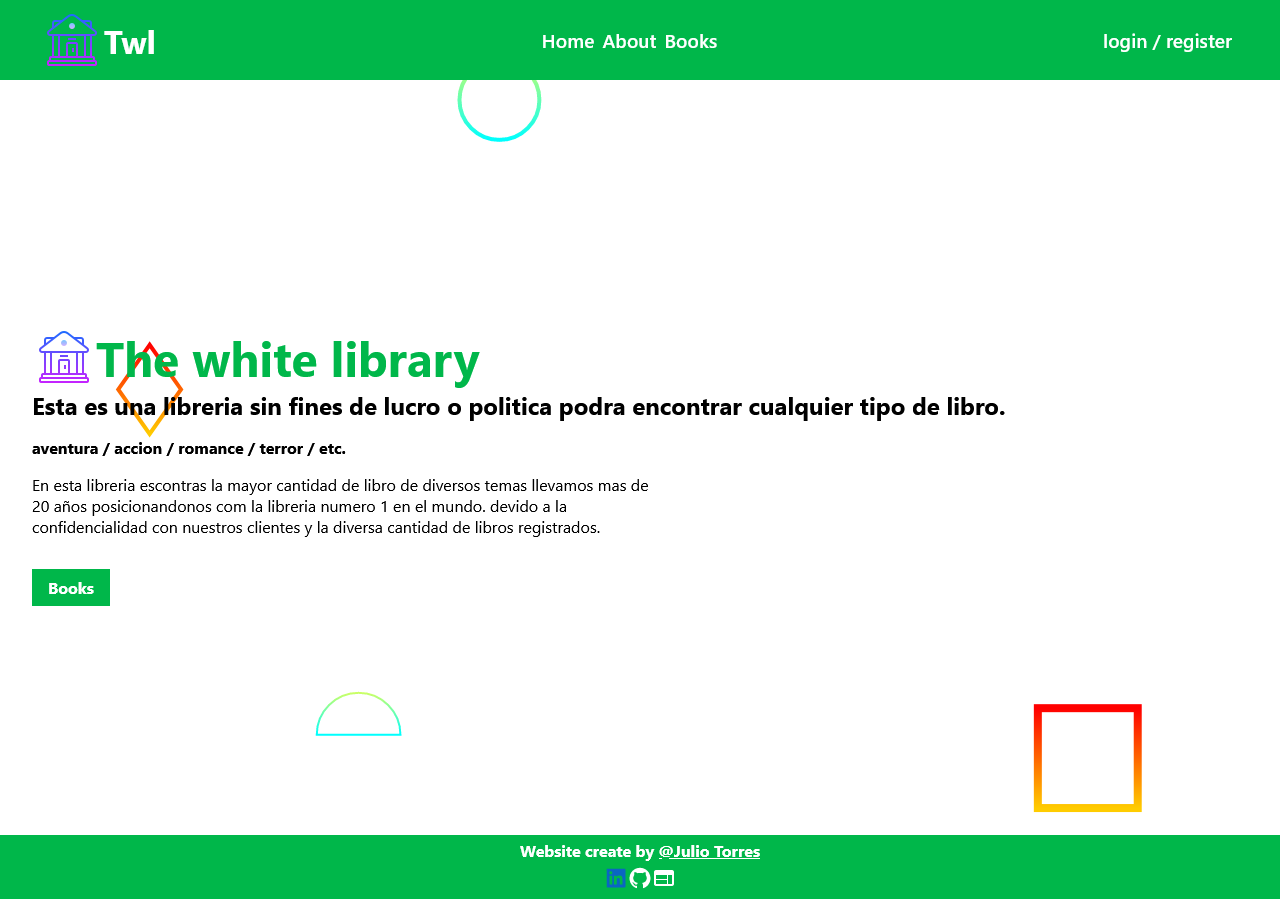 Twl
Home About Books
login / register
The white library
Esta es una libreria sin fines de lucro o politica podra encontrar cualquier tipo de libro.
aventura / accion / romance / terror / etc.
En esta libreria escontras la mayor cantidad de libro de diversos temas llevamos mas de
20 años posicionandonos com la libreria numero 1 en el mundo. devido a la
confidencialidad con nuestros clientes y la diversa cantidad de libros registrados.
Books
Website create by @Julio Torres
in